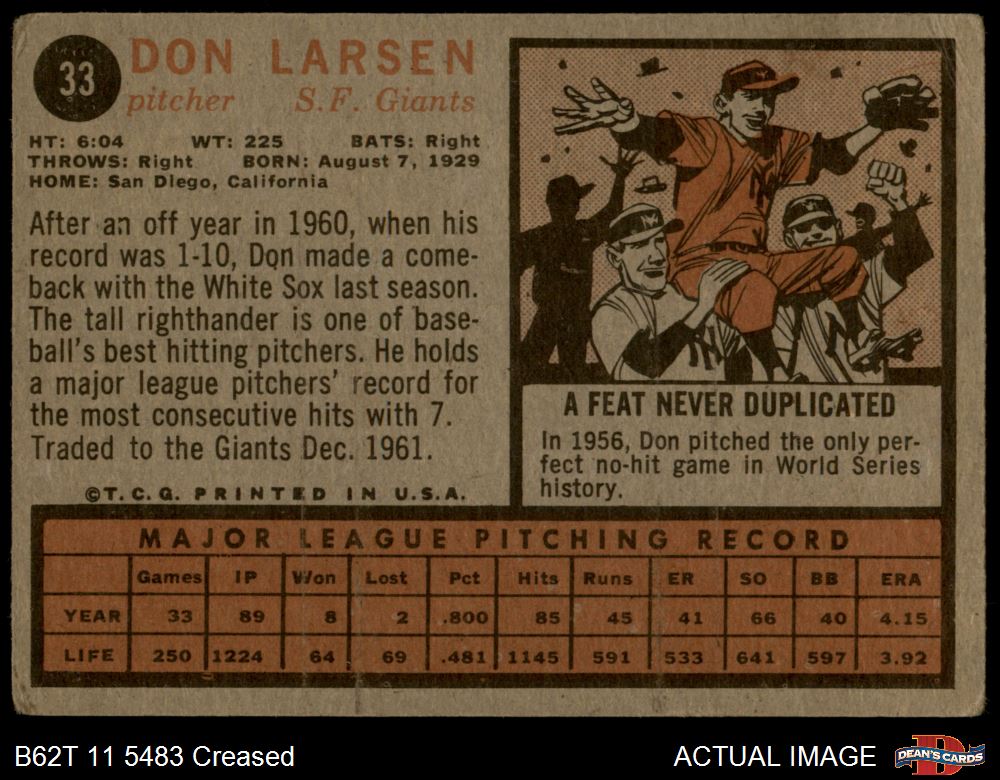 33
DON LARSEN
pitcher S.F. Giants
HT: 6:04 WT: 225 BATS: Right
THROWS: Right BORN: August 7, 1929
HOME: San Diego, California
After an off year in 1960, when his
record was 1-10, Don made a come-
back with the White Sox last season.
The tall righthander is one of base-
ball's best hitting pitchers. He holds
a major league pitchers' record for
the most consecutive hits with 7.
Traded to the Giants Dec. 1961.
©T.C.G. PRINTED IN U.S.A.
A FEAT NEVER DUPLICATED
In 1956, Don pitched the only per-
fect no-hit game in World Series
history.
MAJOR LEAGUE PITCHING RECORD
Games IP Won Lost Pct Hits Runs ER SO BB ERA
YEAR 33 89 8 2 .800 85 45 41 66 40 4.15
LIFE 250 1224 64 69 .481 1145 591 533 641 597 3.92
B62T 11 5483 Creased
ACTUAL IMAGE
DEAN'S CARDS